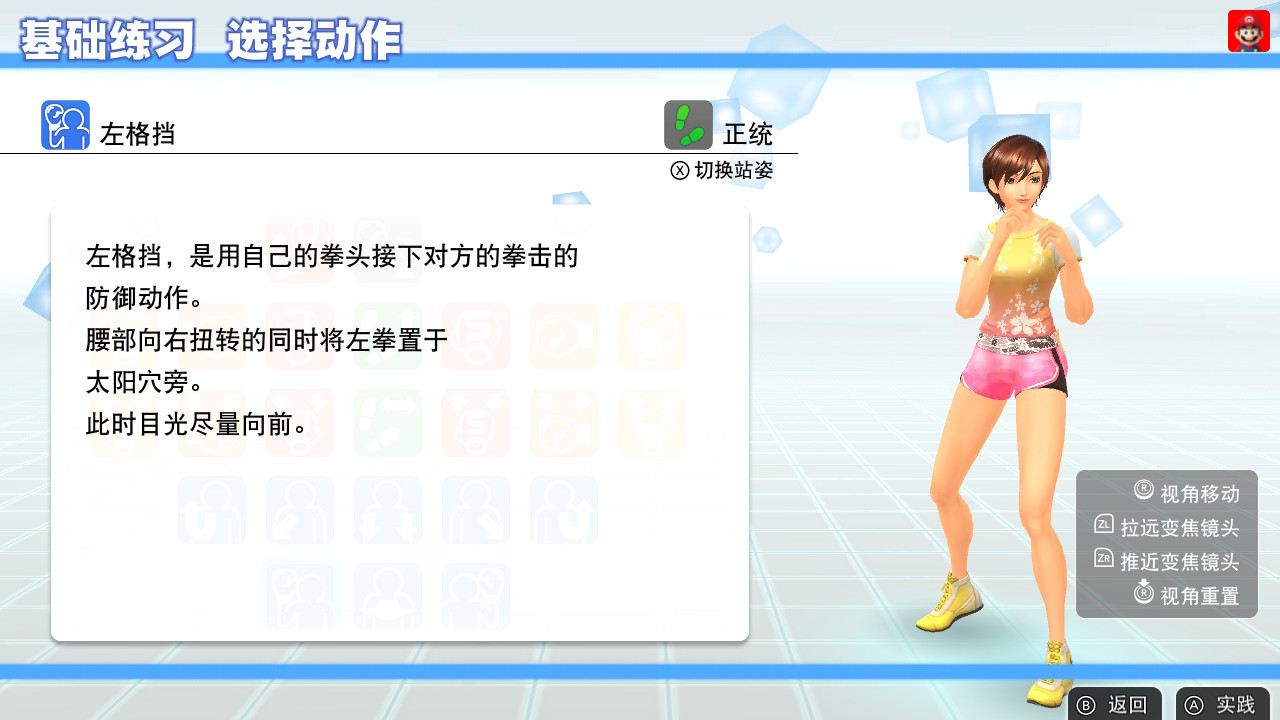 基础练习 选择动作
左格挡
正统
Ⓧ切换站姿
左格挡，是用自己的拳头接下对方的拳击的
防御动作。
腰部向右扭转的同时将左拳置于
太阳穴旁。
此时目光尽量向前。
Ⓡ 视角移动
ZL 拉远变焦镜头
ZR 推近变焦镜头
Ⓡ 视角重置
Ⓑ 返回
Ⓐ 实践